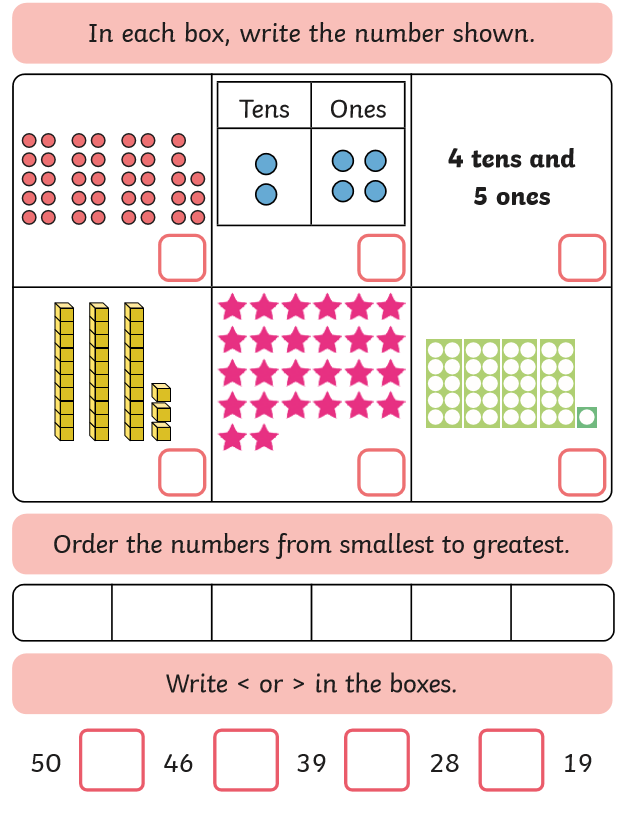 In each box, write the number shown.
Tens Ones
4 tens and
5 ones
Order the numbers from smallest to greatest.
Write < or > in the boxes.
50 46 39 28 19